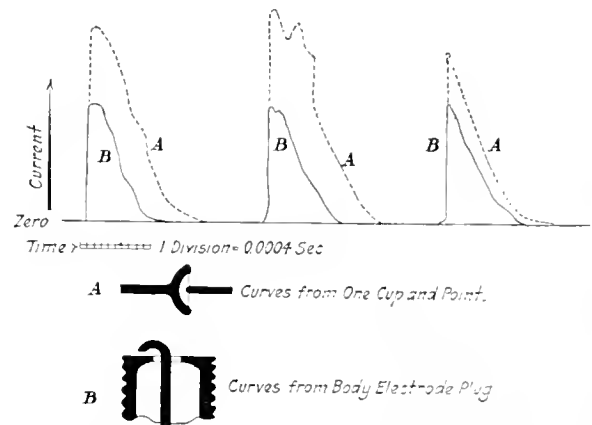 Current
B
A
B
A
B
A
Zero
Time 1 Division = 0.0004 Sec
A
Curves from One Cup and Point.
B
Curves from Body Electrode Plug